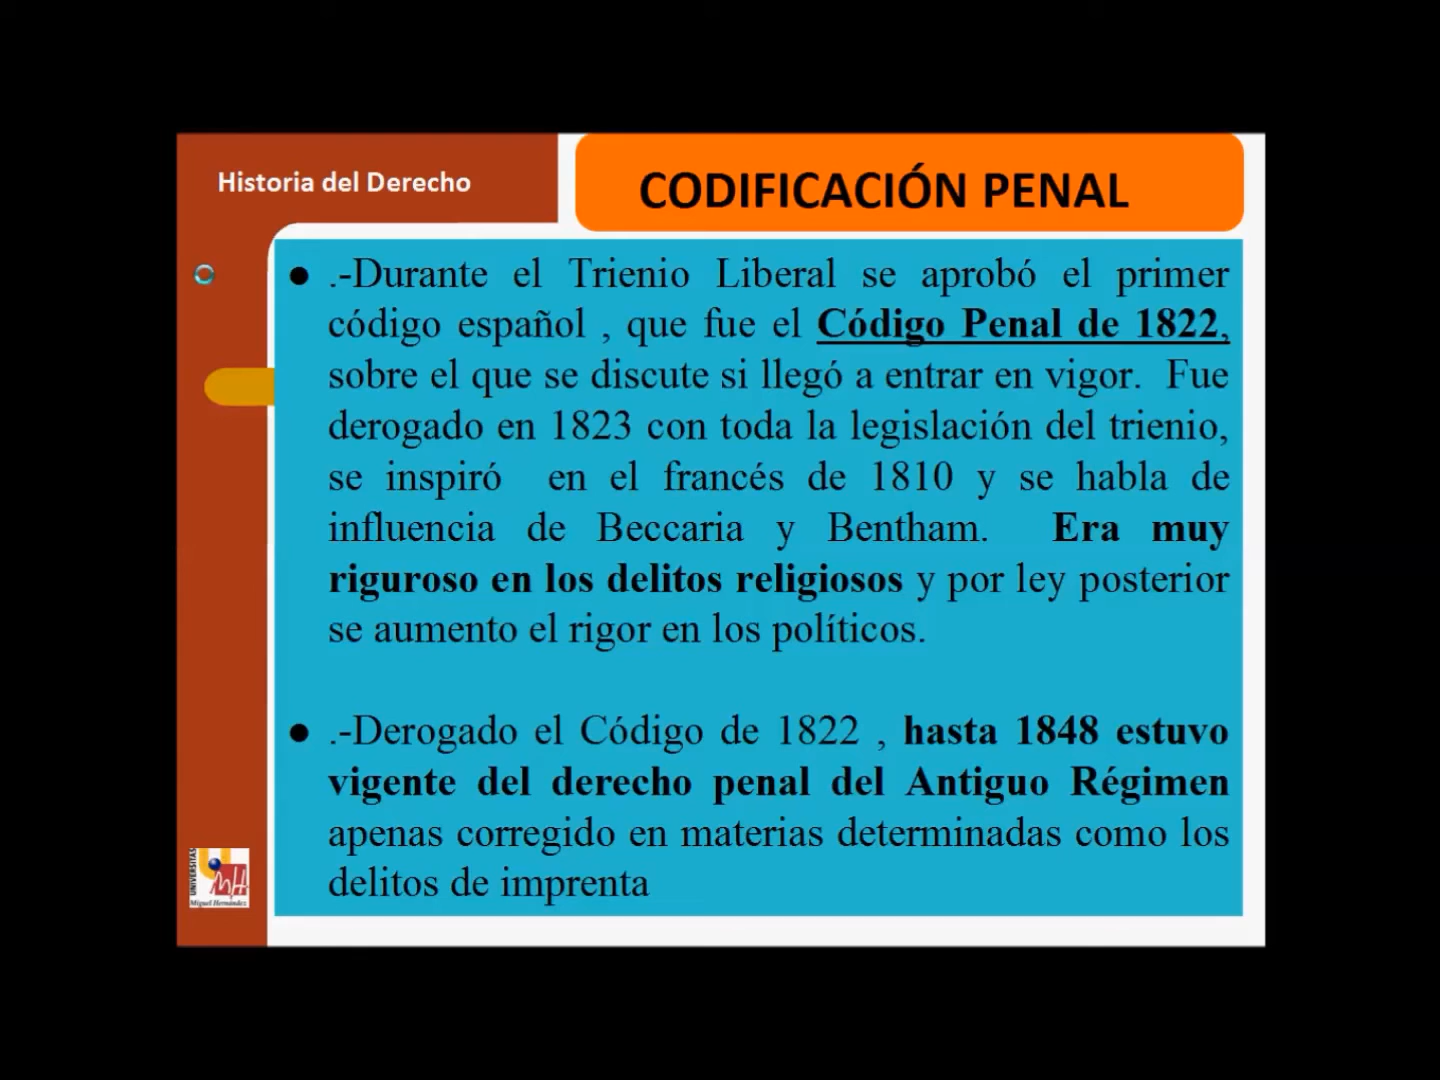 Historia del Derecho
CODIFICACIÓN PENAL
● .-Durante el Trienio Liberal se aprobó el primer
código español , que fue el Código Penal de 1822,
sobre el que se discute si llegó a entrar en vigor. Fue
derogado en 1823 con toda la legislación del trienio,
se inspiró en el francés de 1810 y se habla de
influencia de Beccaria y Bentham. Era muy
riguroso en los delitos religiosos y por ley posterior
se aumento el rigor en los políticos.
● .-Derogado el Código de 1822 , hasta 1848 estuvo
vigente del derecho penal del Antiguo Régimen
apenas corregido en materias determinadas como los
delitos de imprenta
UNIVERSITAS
Miguel Hernández